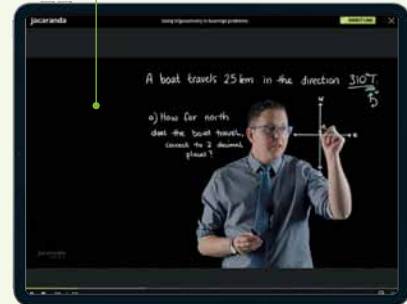 jacaranda
Using trigonometry in bearings problems
A boat travels 25 km in the direction 310°T.
a) How far north
does the boat travel,
correct to 2 decimal
places?
N
jacaranda